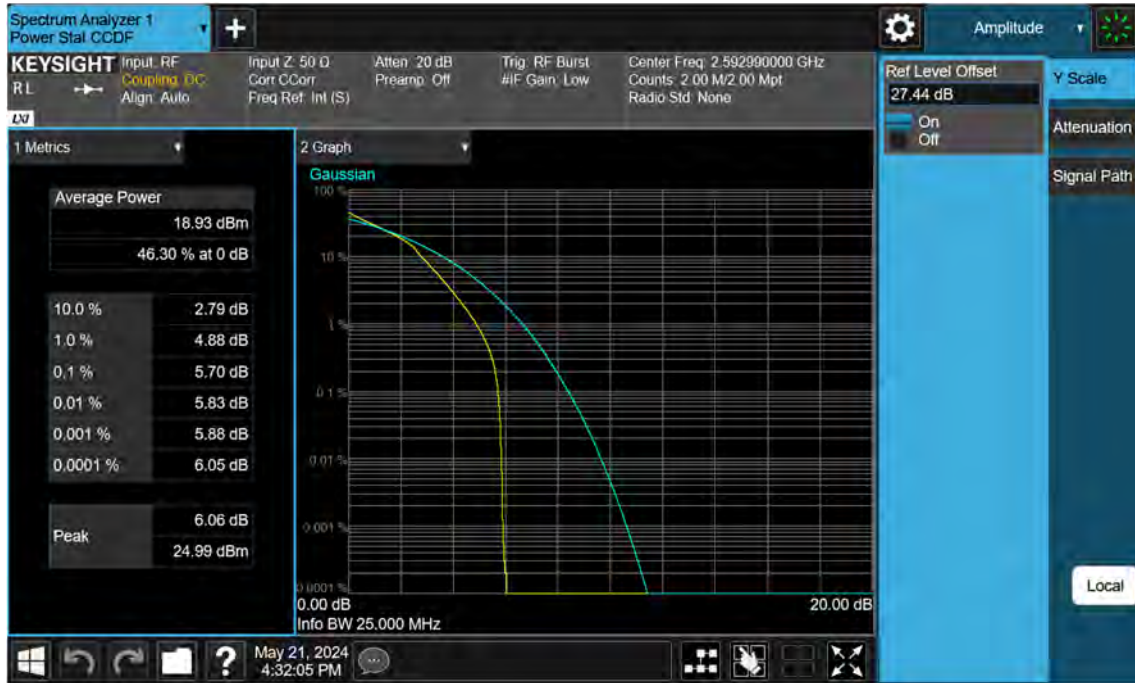 Spectrum Analyzer 1
Power Stat CCDF
+
Amplitude
KEYSIGHT
RL
LXI
Input: RF
Coupling: DC
Align: Auto
Input Z: 50 Ω
Corr CCorr
Freq Ref: Int (S)
Atten: 20 dB
Preamp: Off
Trig: RF Burst
#IF Gain: Low
Center Freq: 2.592990000 GHz
Counts: 2.00 M/2.00 Mpt
Radio Std: None
Ref Level Offset
27.44 dB
On
Off
Y Scale
Attenuation
Signal Path
Local
1 Metrics
Average Power
18.93 dBm
46.30 % at 0 dB
10.0 % 2.79 dB
1.0 % 4.88 dB
0.1 % 5.70 dB
0.01 % 5.83 dB
0.001 % 5.88 dB
0.0001 % 6.05 dB
Peak
6.06 dB
24.99 dBm
2 Graph
Gaussian
100 %
10 %
1 %
0.1 %
0.01 %
0.001 %
0.0001 %
0.00 dB 20.00 dB
Info BW 25.000 MHz
?
May 21, 2024
4:32:05 PM